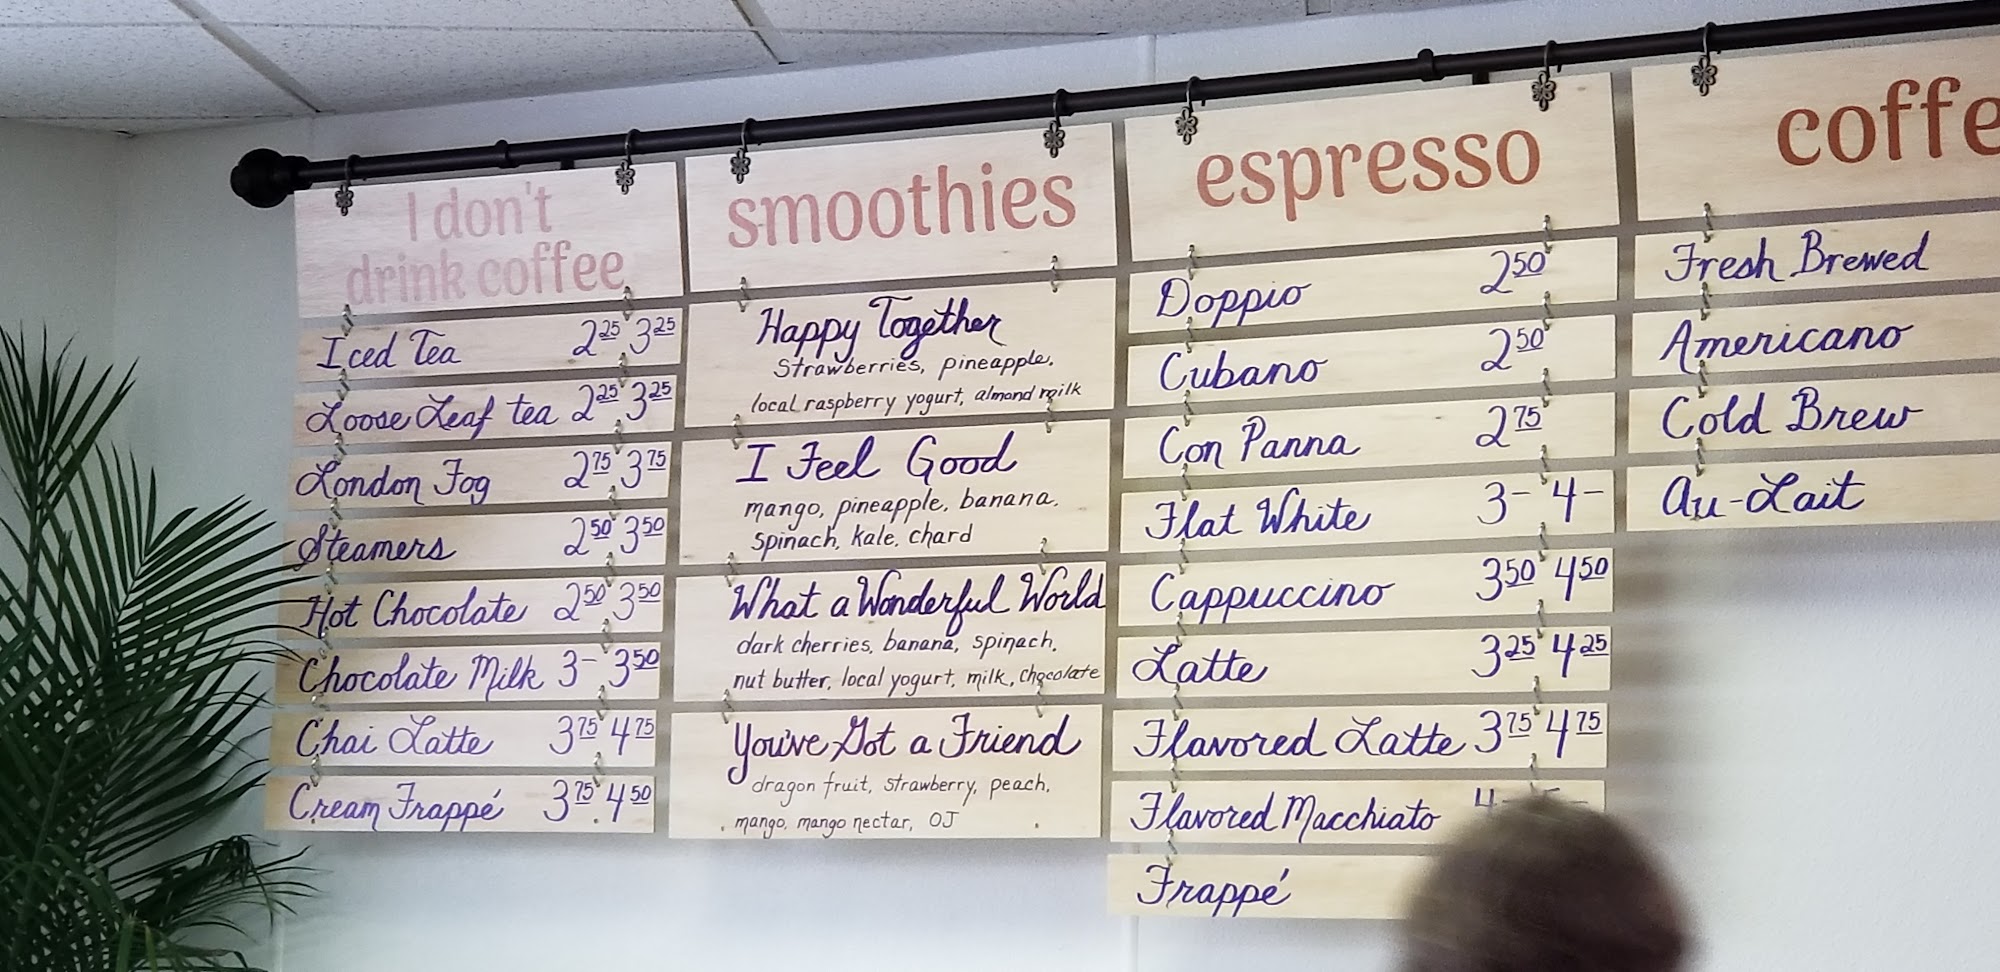 I don't
drink coffee
Iced Tea 2 25 3 25
Loose Leaf tea 2 25 3 25
London Fog 2 75 3 75
Steamers 2 50 3 50
Hot Chocolate 2 50 3 50
Chocolate Milk 3 – 3 50
Chai Latte 3 75 4 75
Cream Frappé 3 75 4 50
smoothies
Happy Together
Strawberries, pineapple,
local raspberry yogurt, almond milk
I Feel Good
mango, pineapple, banana,
spinach, kale, chard
What a Wonderful World
dark cherries, banana, spinach,
nut butter, local yogurt, milk, chocolate
You've Got a Friend
dragon fruit, strawberry, peach,
mango, mango nectar, OJ
espresso
Doppio 2 50
Cubano 2 50
Con Panna 2 75
Flat White 3 – 4 –
Cappuccino 3 50 4 50
Latte 3 25 4 25
Flavored Latte 3 75 4 75
Flavored Macchiato
Frappé
coffe
Fresh Brewed
Americano
Cold Brew
Au-Lait